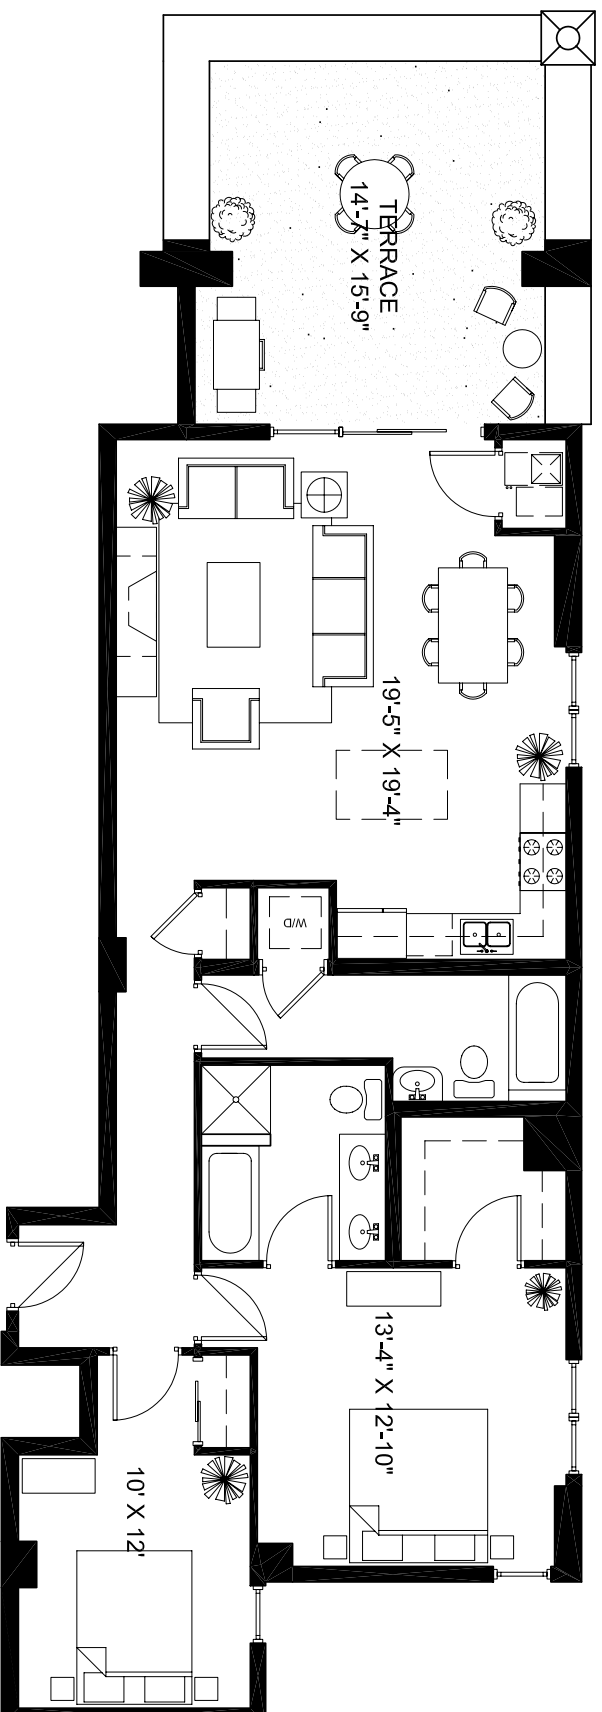 TERRACE
14'-7" X 15'-9"
19'-5" X 19'-4"
W/D
13'-4" X 12'-10"
10' X 12'